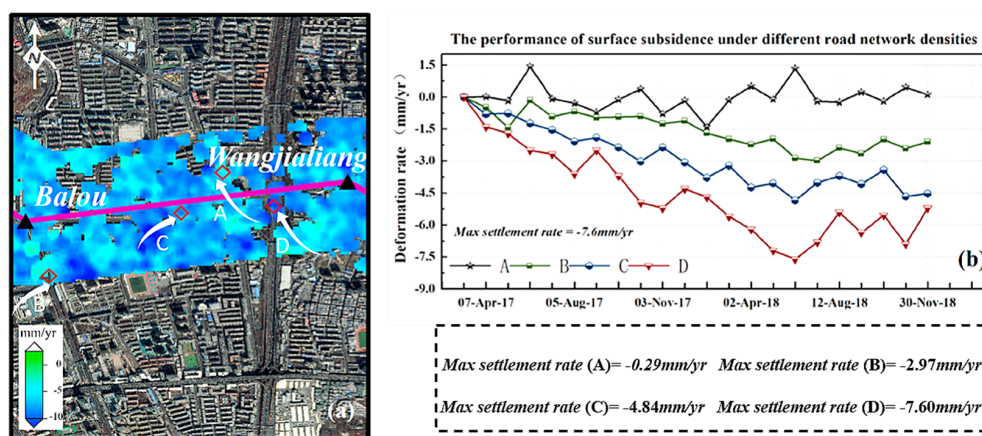 N
Wangjialiang
Balou
A
C
D
B
mm/yr
0
-5
-10
(a)
The performance of surface subsidence under different road network densities
Deformation rate (mm/yr)
1.5
0.0
-1.5
-3.0
-4.5
-6.0
-7.5
-9.0
Max settlement rate = -7.6mm/yr
A B C D
(b)
07-Apr-17 05-Aug-17 03-Nov-17 02-Apr-18 12-Aug-18 30-Nov-18
Max settlement rate (A)= -0.29mm/yr Max settlement rate (B)= -2.97mm/yr
Max settlement rate (C)= -4.84mm/yr Max settlement rate (D)= -7.60mm/yr